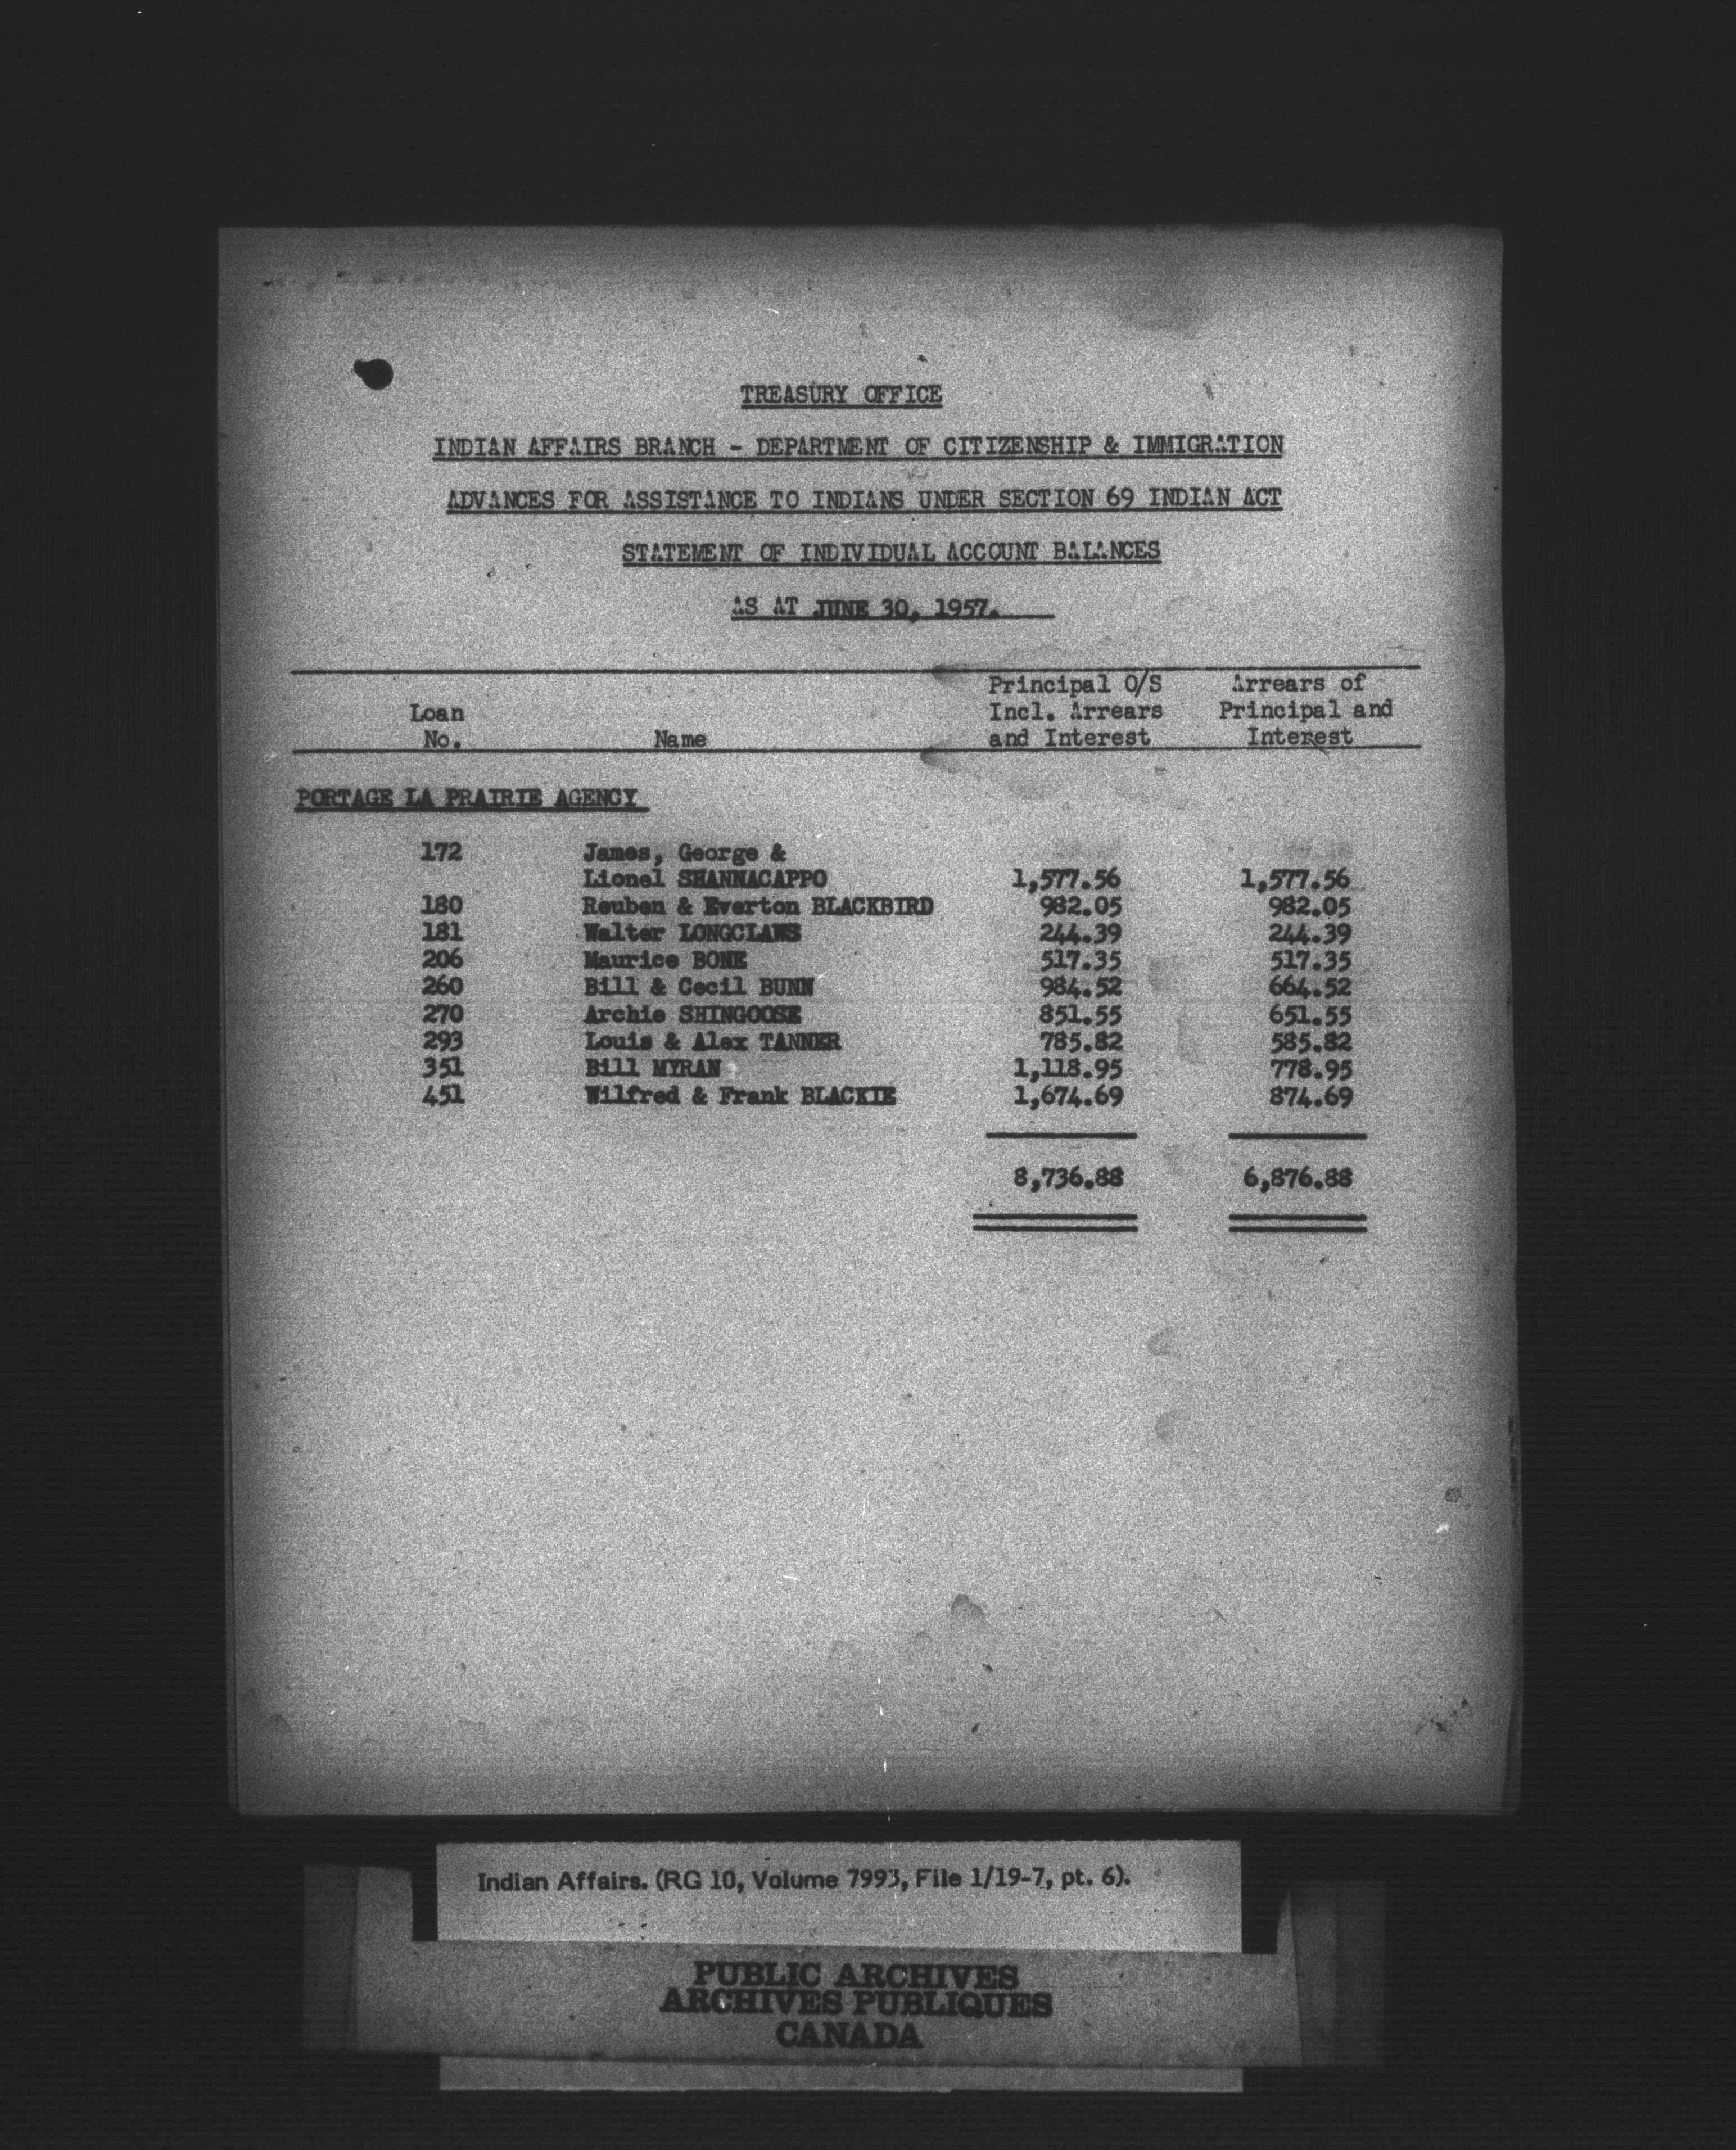 TREASURY OFFICE
INDIAN AFFAIRS BRANCH - DEPARTMENT OF CITIZENSHIP & IMMIGRATION
ADVANCES FOR ASSISTANCE TO INDIANS UNDER SECTION 69 INDIAN ACT
STATEMENT OF INDIVIDUAL ACCOUNT BALANCES
AS AT JUNE 30, 1957.
Principal O/S Arrears of
Loan Incl. Arrears Principal and
No. Name and Interest Interest
PORTAGE LA PRAIRIE AGENCY
172 James, George &
Lionel SHANNACAPPO 1,577.56 1,577.56
180 Reuben & Everton BLACKBIRD 982.05 982.05
181 Walter LONGCLAWS 244.39 244.39
206 Maurice BONE 517.35 517.35
260 Bill & Cecil BUNN 984.52 664.52
270 Archie SHINGOOSE 851.55 651.55
293 Louis & Alex TANNER 785.82 585.82
351 Bill MYRAN 1,118.95 778.95
451 Wilfred & Frank BLACKIE 1,674.69 874.69
8,736.88 6,876.88
Indian Affairs. (RG 10, Volume 7993, File 1/19-7, pt. 6).
PUBLIC ARCHIVES
ARCHIVES PUBLIQUES
CANADA